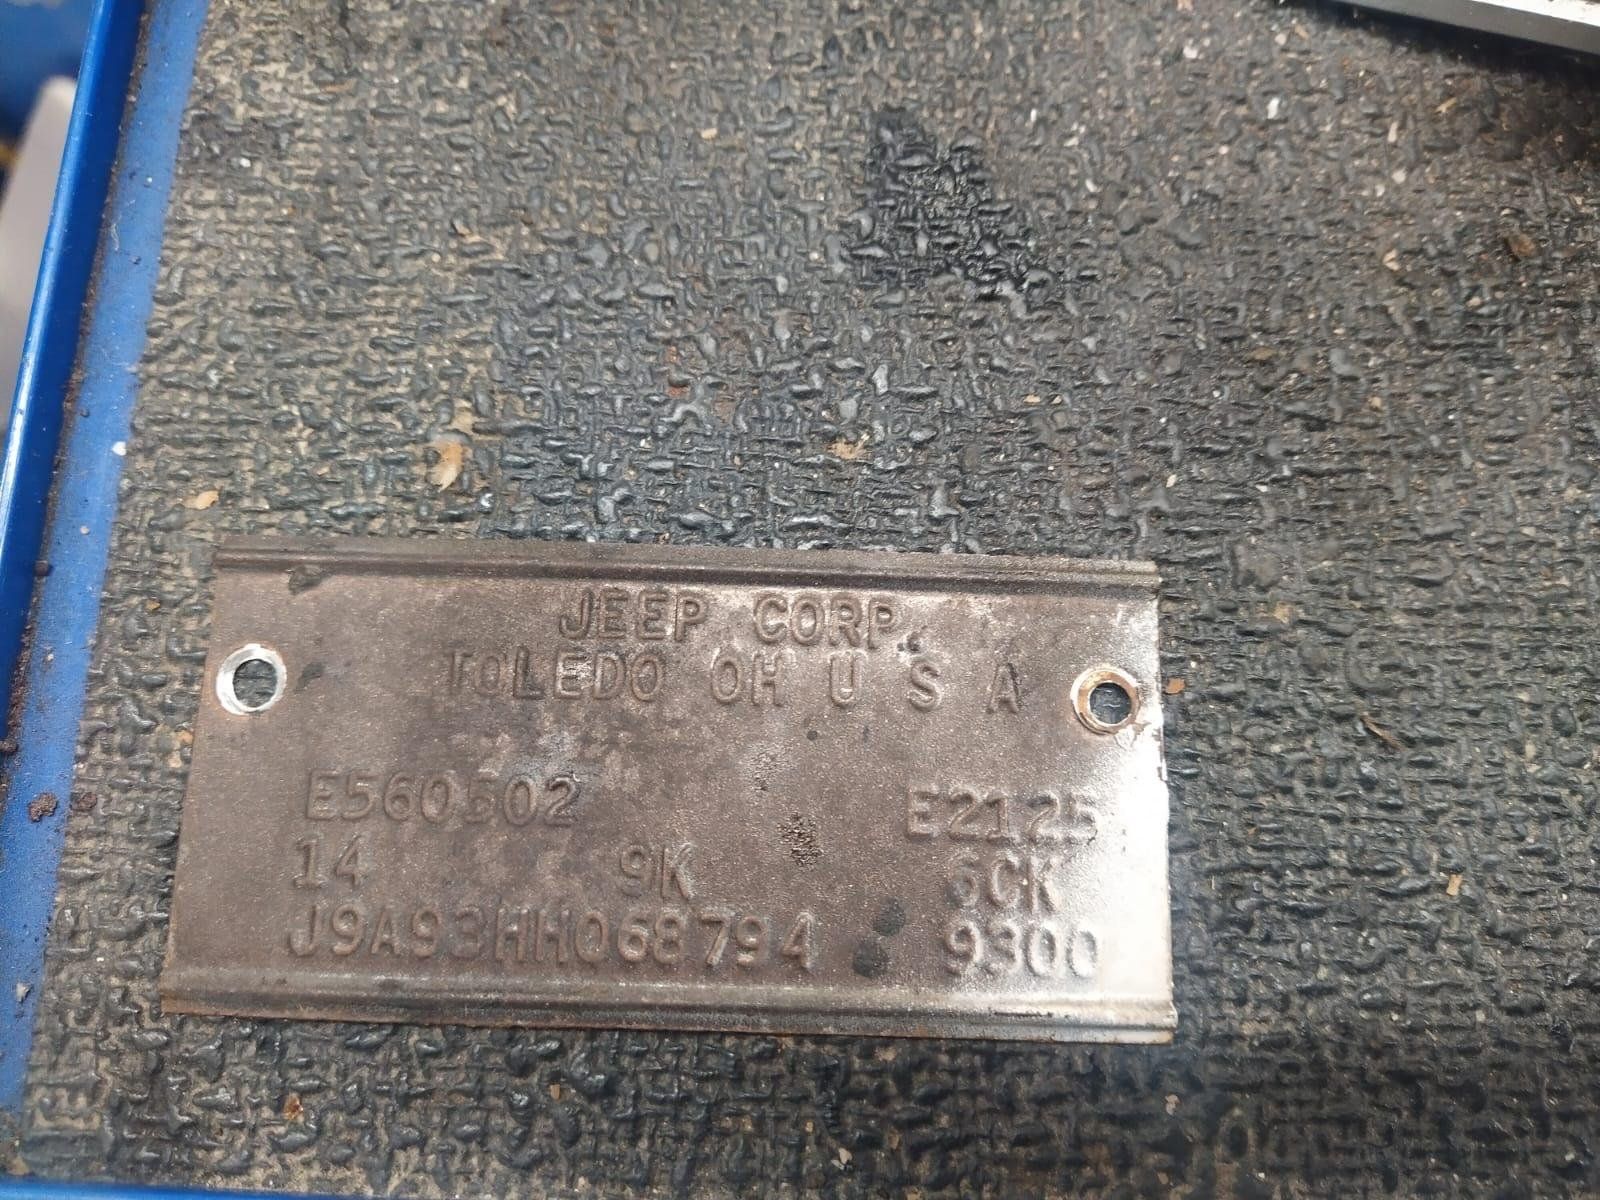 JEEP CORP.
TOLEDO OH U S A
E560502 E2125
14 9K 6CK
J9A93HH068794 9300